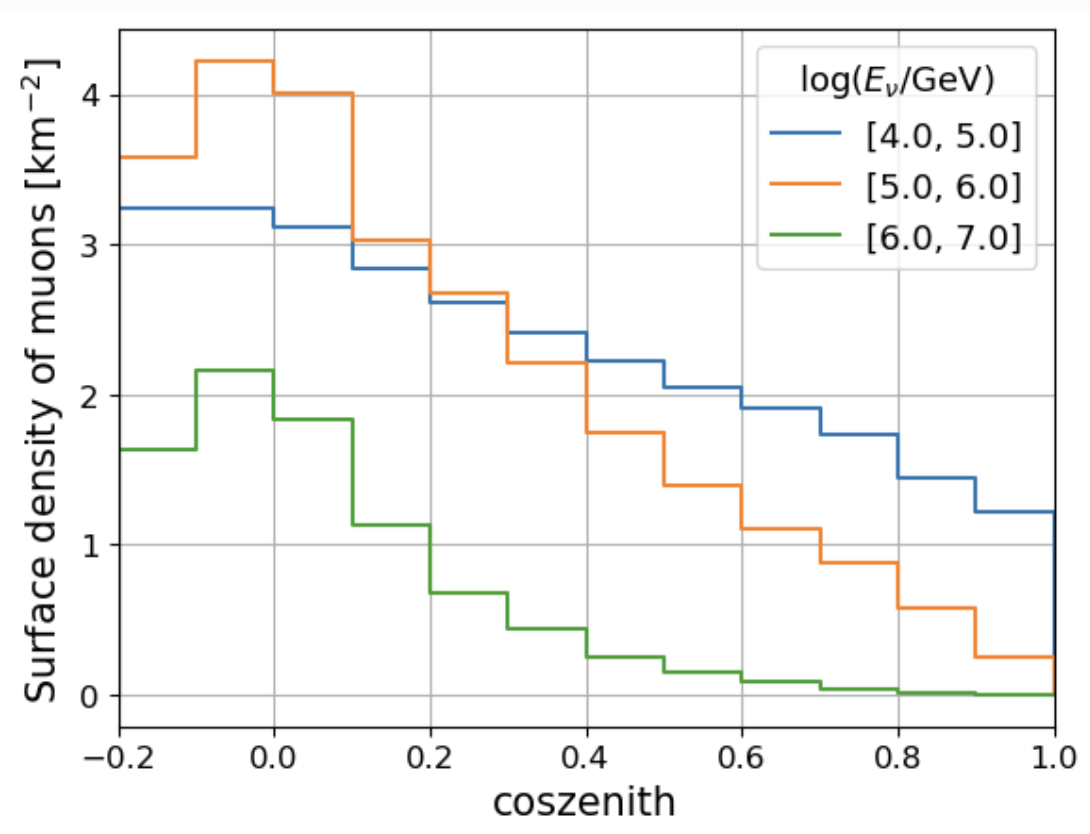 Surface density of muons [km⁻²]
4
3
2
1
0
log(Eν/GeV)
[4.0, 5.0]
[5.0, 6.0]
[6.0, 7.0]
−0.2 0.0 0.2 0.4 0.6 0.8 1.0
coszenith